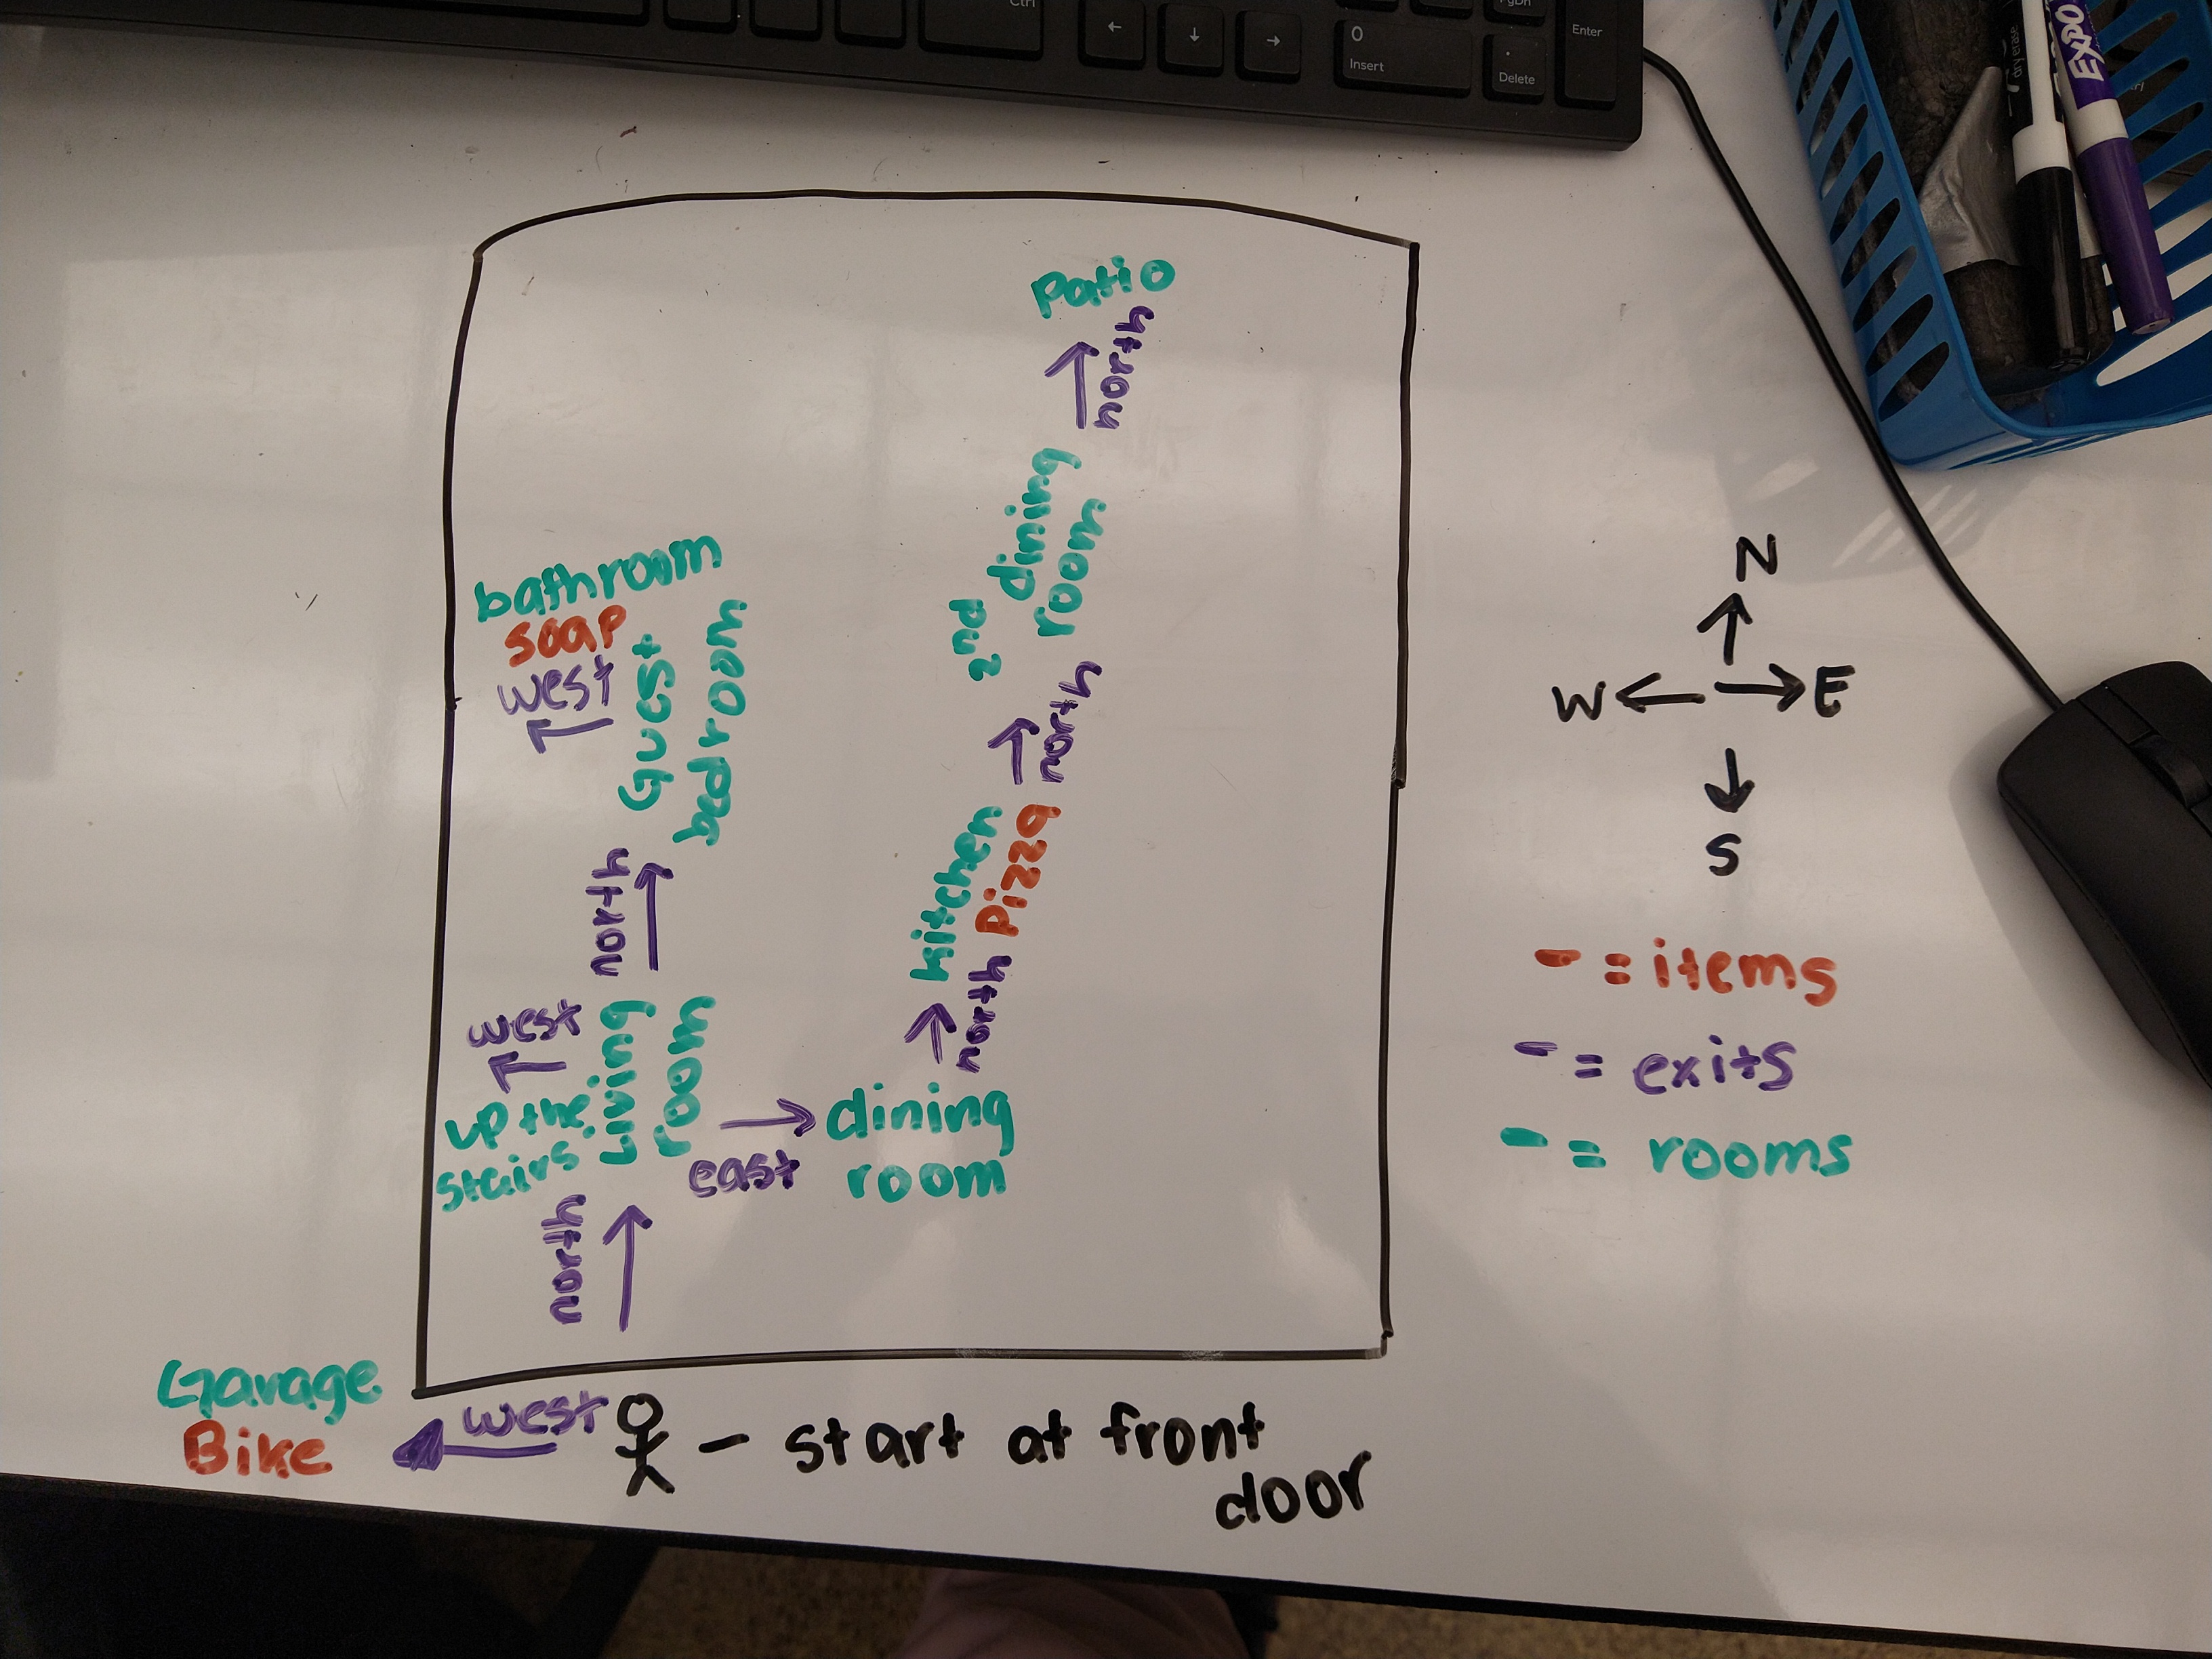 Patio
north
2nd
dining
room
north
bathroom
soap
west
Guest
bedroom
kitchen
Pizza
north
north
west
up the
stairs
Living
room
east
dining
room
north
Garage
Bike
west
- start at front
door
N
W
E
S
- = items
- = exits
- = rooms
0
Insert
.
Delete
Enter
dry erase
EXPO